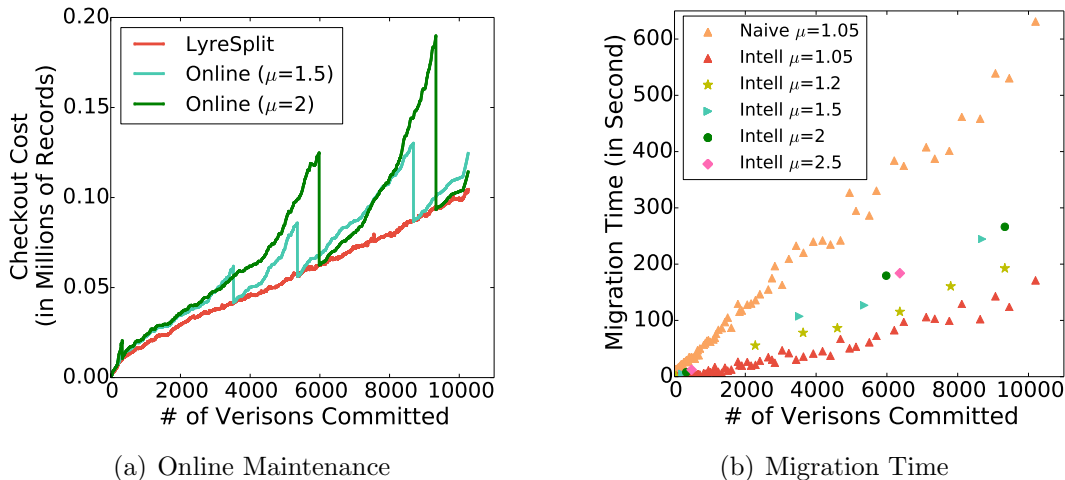 0.20
0.15
0.10
0.05
0.00
Checkout Cost
(in Millions of Records)
LyreSplit
Online (μ=1.5)
Online (μ=2)
0 2000 4000 6000 8000 10000
# of Verisons Committed
(a) Online Maintenance
600
500
400
300
200
100
0
Migration Time (in Second)
Naive μ=1.05
Intell μ=1.05
Intell μ=1.2
Intell μ=1.5
Intell μ=2
Intell μ=2.5
0 2000 4000 6000 8000 10000
# of Verisons Committed
(b) Migration Time